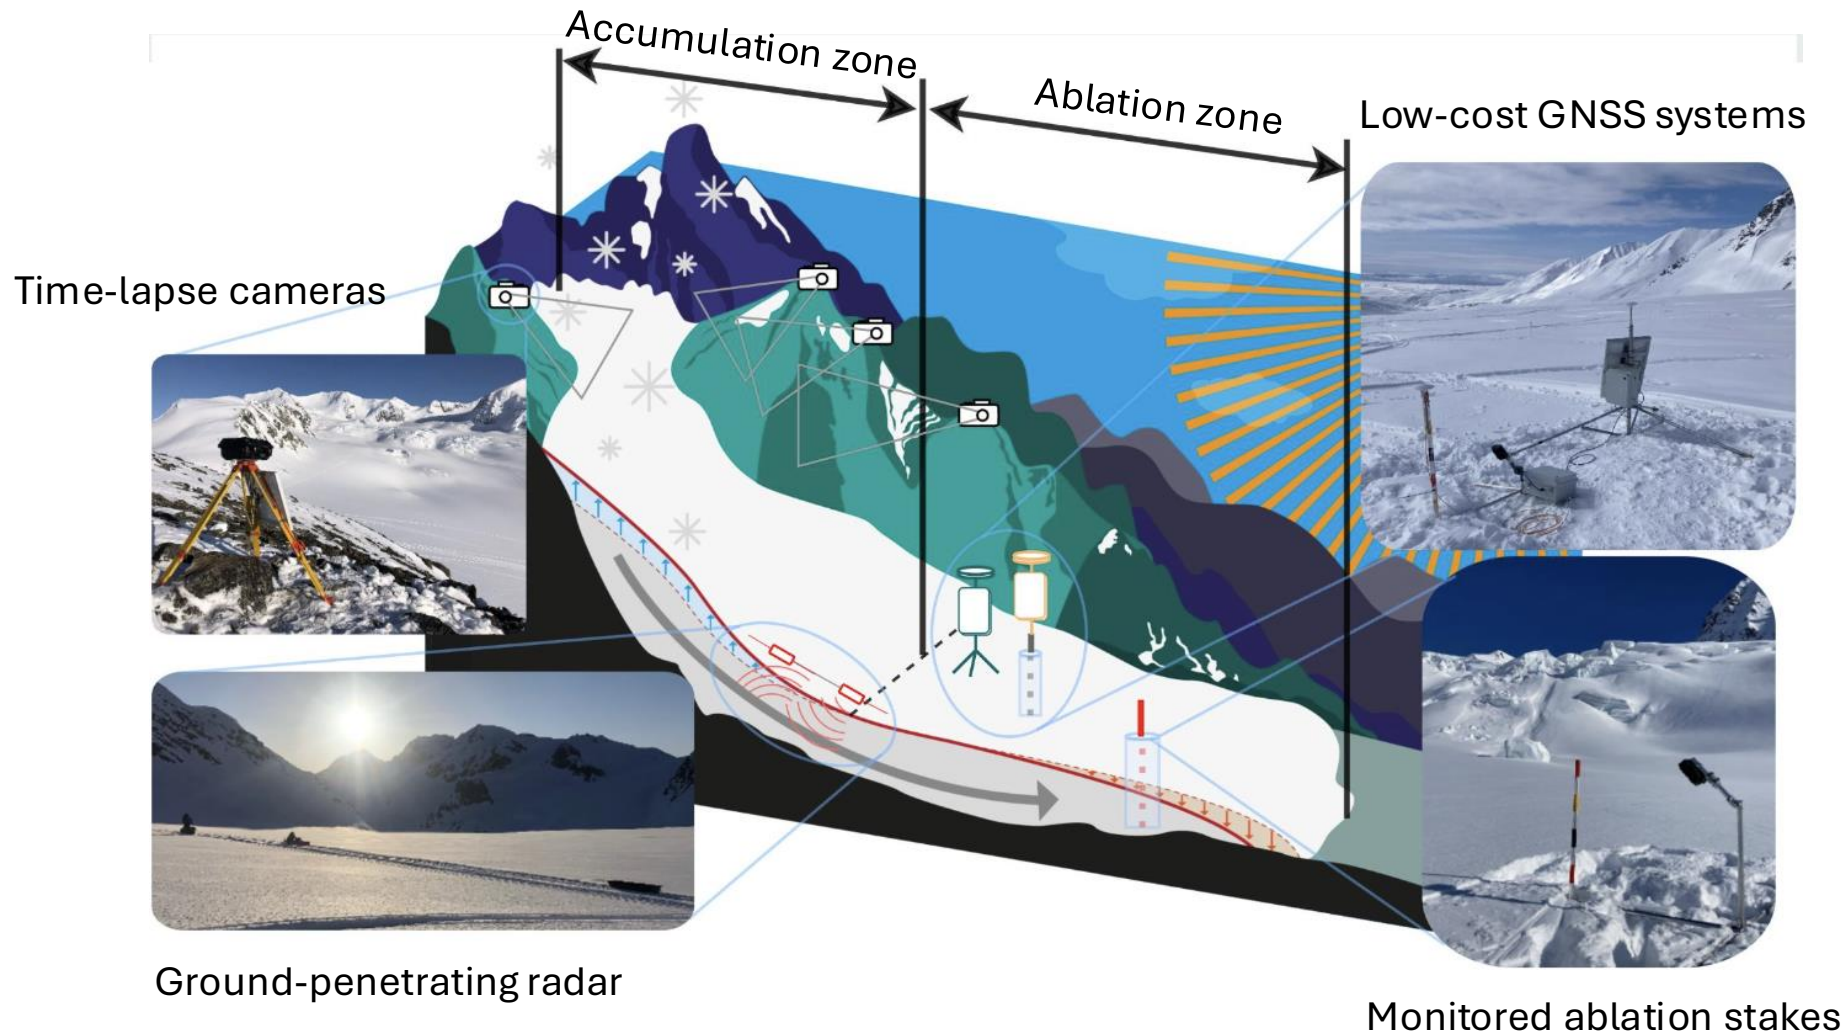 Accumulation zone
Ablation zone
Low-cost GNSS systems
Time-lapse cameras
Ground-penetrating radar
Monitored ablation stakes